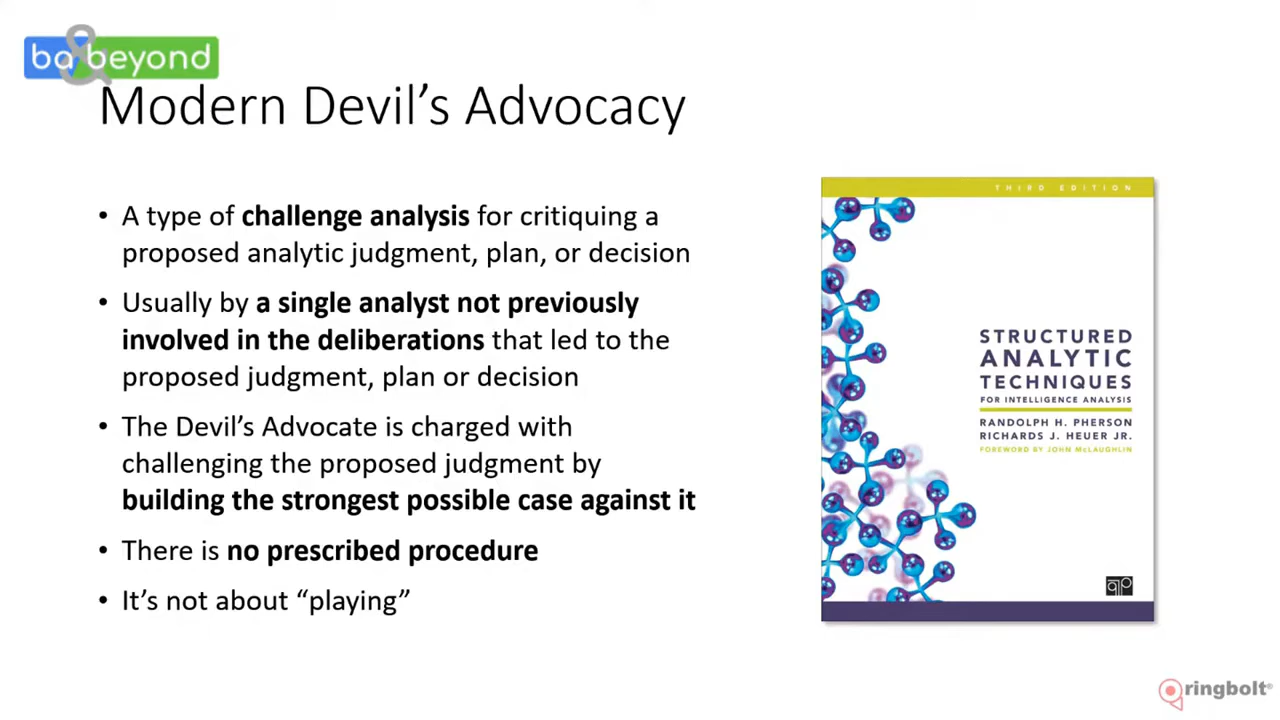 ba&beyond
Modern Devil’s Advocacy
• A type of challenge analysis for critiquing a
proposed analytic judgment, plan, or decision
• Usually by a single analyst not previously
involved in the deliberations that led to the
proposed judgment, plan or decision
• The Devil’s Advocate is charged with
challenging the proposed judgment by
building the strongest possible case against it
• There is no prescribed procedure
• It’s not about “playing”
THIRD EDITION
STRUCTURED
ANALYTIC
TECHNIQUES
FOR INTELLIGENCE ANALYSIS
RANDOLPH H. PHERSON
RICHARDS J. HEUER JR.
FOREWORD BY JOHN McLAUGHLIN
ringbolt®